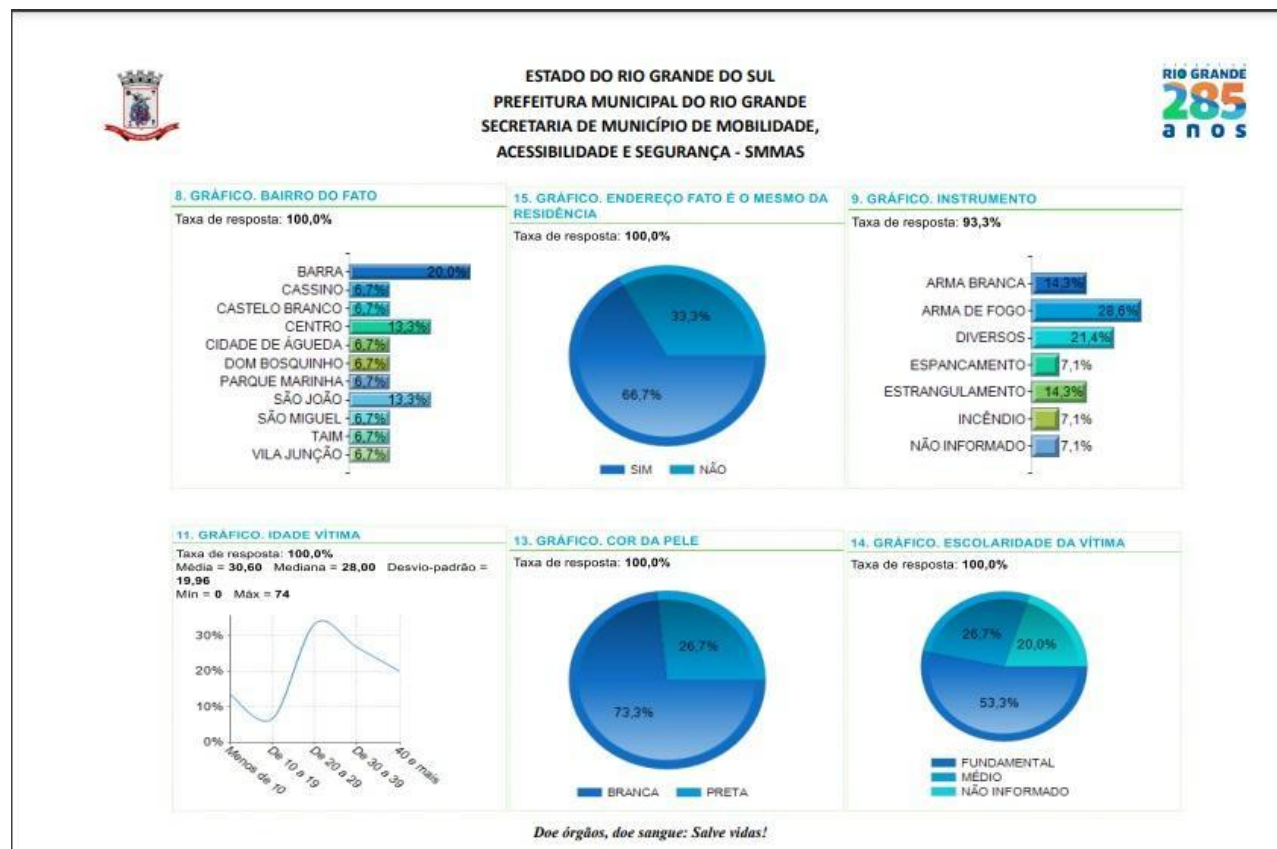 ESTADO DO RIO GRANDE DO SUL
PREFEITURA MUNICIPAL DO RIO GRANDE
SECRETARIA DE MUNICÍPIO DE MOBILIDADE,
ACESSIBILIDADE E SEGURANÇA - SMMAS
RIO GRANDE
285
anos
8. GRÁFICO. BAIRRO DO FATO
Taxa de resposta: 100,0%
BARRA 20,0%
CASSINO 6,7%
CASTELO BRANCO 6,7%
CENTRO 13,3%
CIDADE DE ÁGUEDA 6,7%
DOM BOSQUINHO 6,7%
PARQUE MARINHA 6,7%
SÃO JOÃO 13,3%
SÃO MIGUEL 6,7%
TAIM 6,7%
VILA JUNÇÃO 6,7%
15. GRÁFICO. ENDEREÇO FATO É O MESMO DA
RESIDÊNCIA
Taxa de resposta: 100,0%
33,3%
66,7%
SIM NÃO
9. GRÁFICO. INSTRUMENTO
Taxa de resposta: 93,3%
ARMA BRANCA 14,3%
ARMA DE FOGO 28,6%
DIVERSOS 21,4%
ESPANCAMENTO 7,1%
ESTRANGULAMENTO 14,3%
INCÊNDIO 7,1%
NÃO INFORMADO 7,1%
11. GRÁFICO. IDADE VÍTIMA
Taxa de resposta: 100,0%
Média = 30,60 Mediana = 28,00 Desvio-padrão =
19,96
Mín = 0 Máx = 74
30%
20%
10%
0%
Menos de 10
De 10 a 19
De 20 a 29
De 30 a 39
40 e mais
13. GRÁFICO. COR DA PELE
Taxa de resposta: 100,0%
26,7%
73,3%
BRANCA PRETA
14. GRÁFICO. ESCOLARIDADE DA VÍTIMA
Taxa de resposta: 100,0%
26,7%
20,0%
53,3%
FUNDAMENTAL
MÉDIO
NÃO INFORMADO
Doe órgãos, doe sangue: Salve vidas!